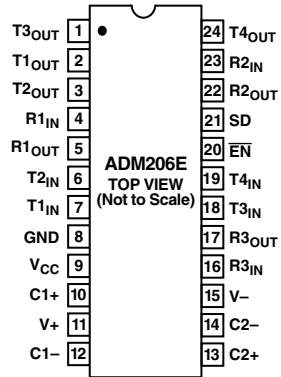 T3OUT 1
T1OUT 2
T2OUT 3
R1IN 4
R1OUT 5
T2IN 6
T1IN 7
GND 8
VCC 9
C1+ 10
V+ 11
C1– 12
ADM206E
TOP VIEW
(Not to Scale)
24 T4OUT
23 R2IN
22 R2OUT
21 SD
20 E̅N̅
19 T4IN
18 T3IN
17 R3OUT
16 R3IN
15 V–
14 C2–
13 C2+